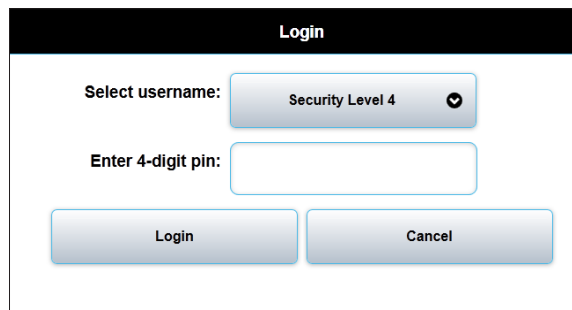 Login
Select username:
Security Level 4
Enter 4-digit pin:
Login
Cancel